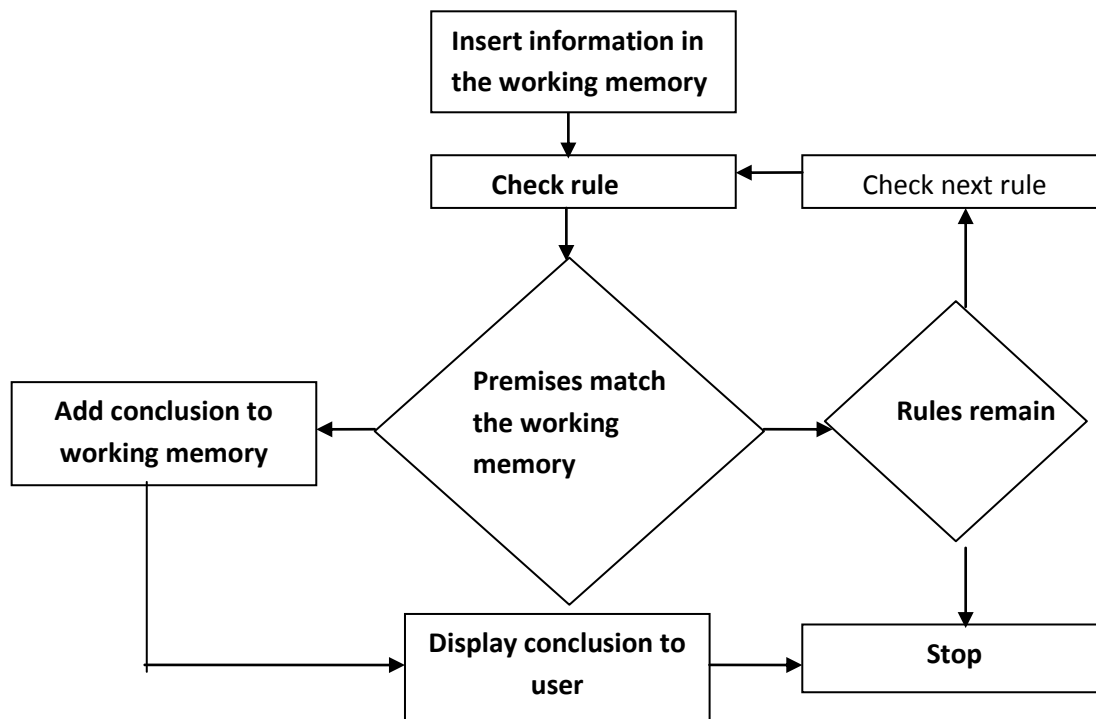 Insert information in
the working memory
Check rule
Check next rule
Premises match
the working
memory
Rules remain
Add conclusion to
working memory
Display conclusion to
user
Stop